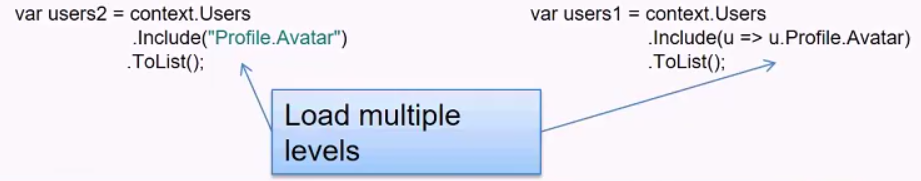 var users2 = context.Users
.Include("Profile.Avatar")
.ToList();
var users1 = context.Users
.Include(u => u.Profile.Avatar)
.ToList();
Load multiple
levels